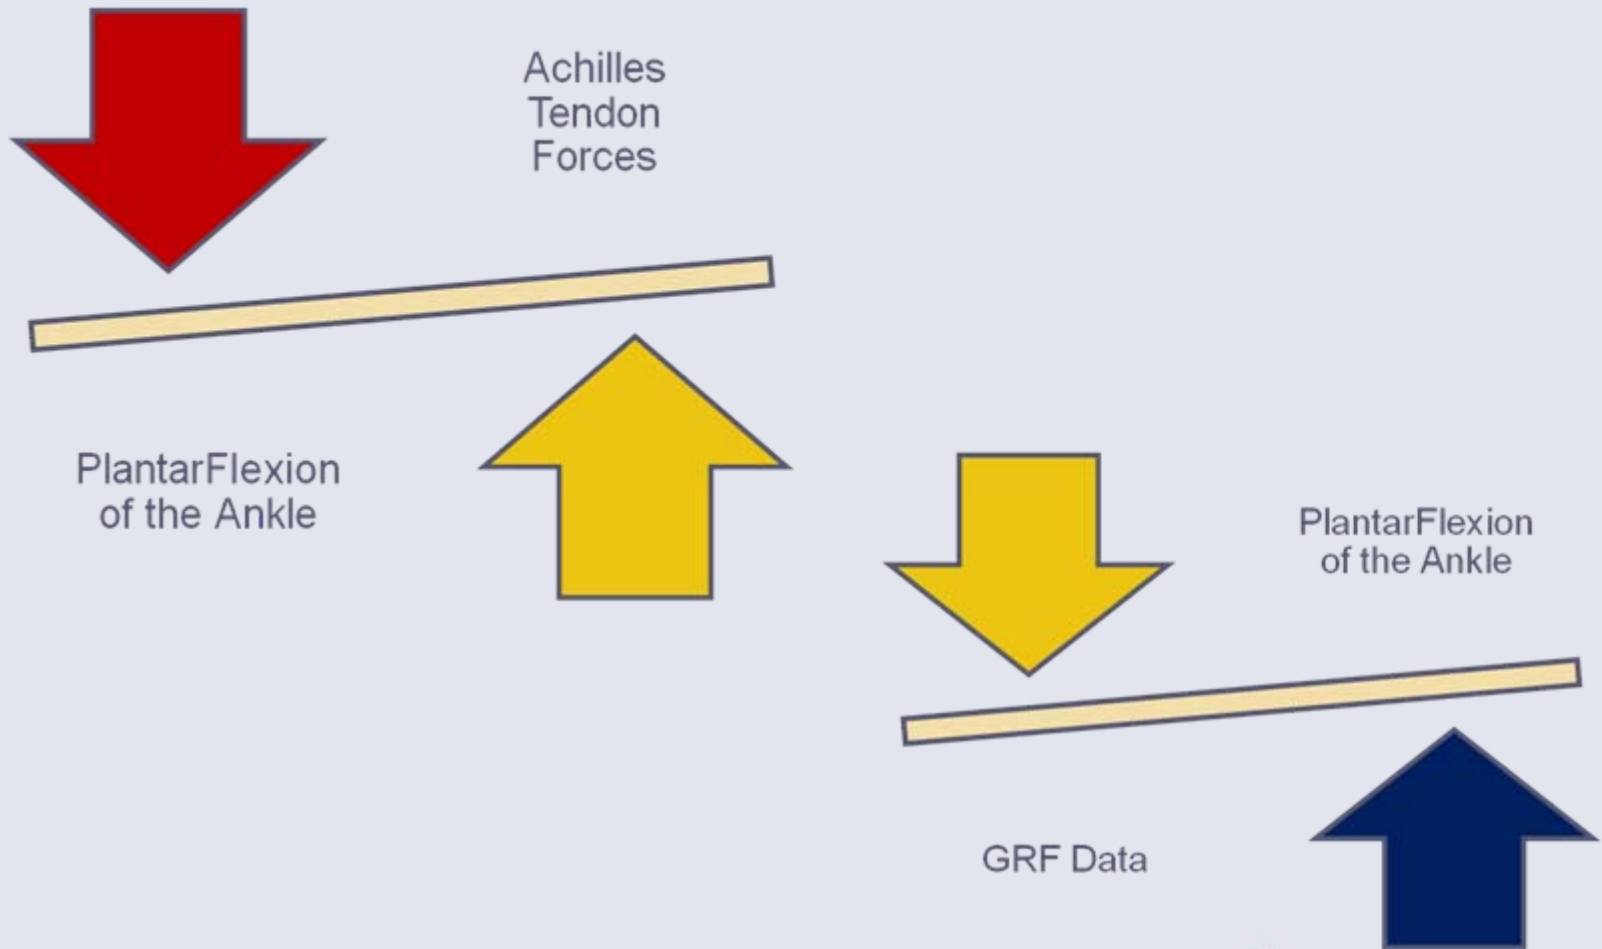 Achilles
Tendon
Forces
PlantarFlexion
of the Ankle
PlantarFlexion
of the Ankle
GRF Data